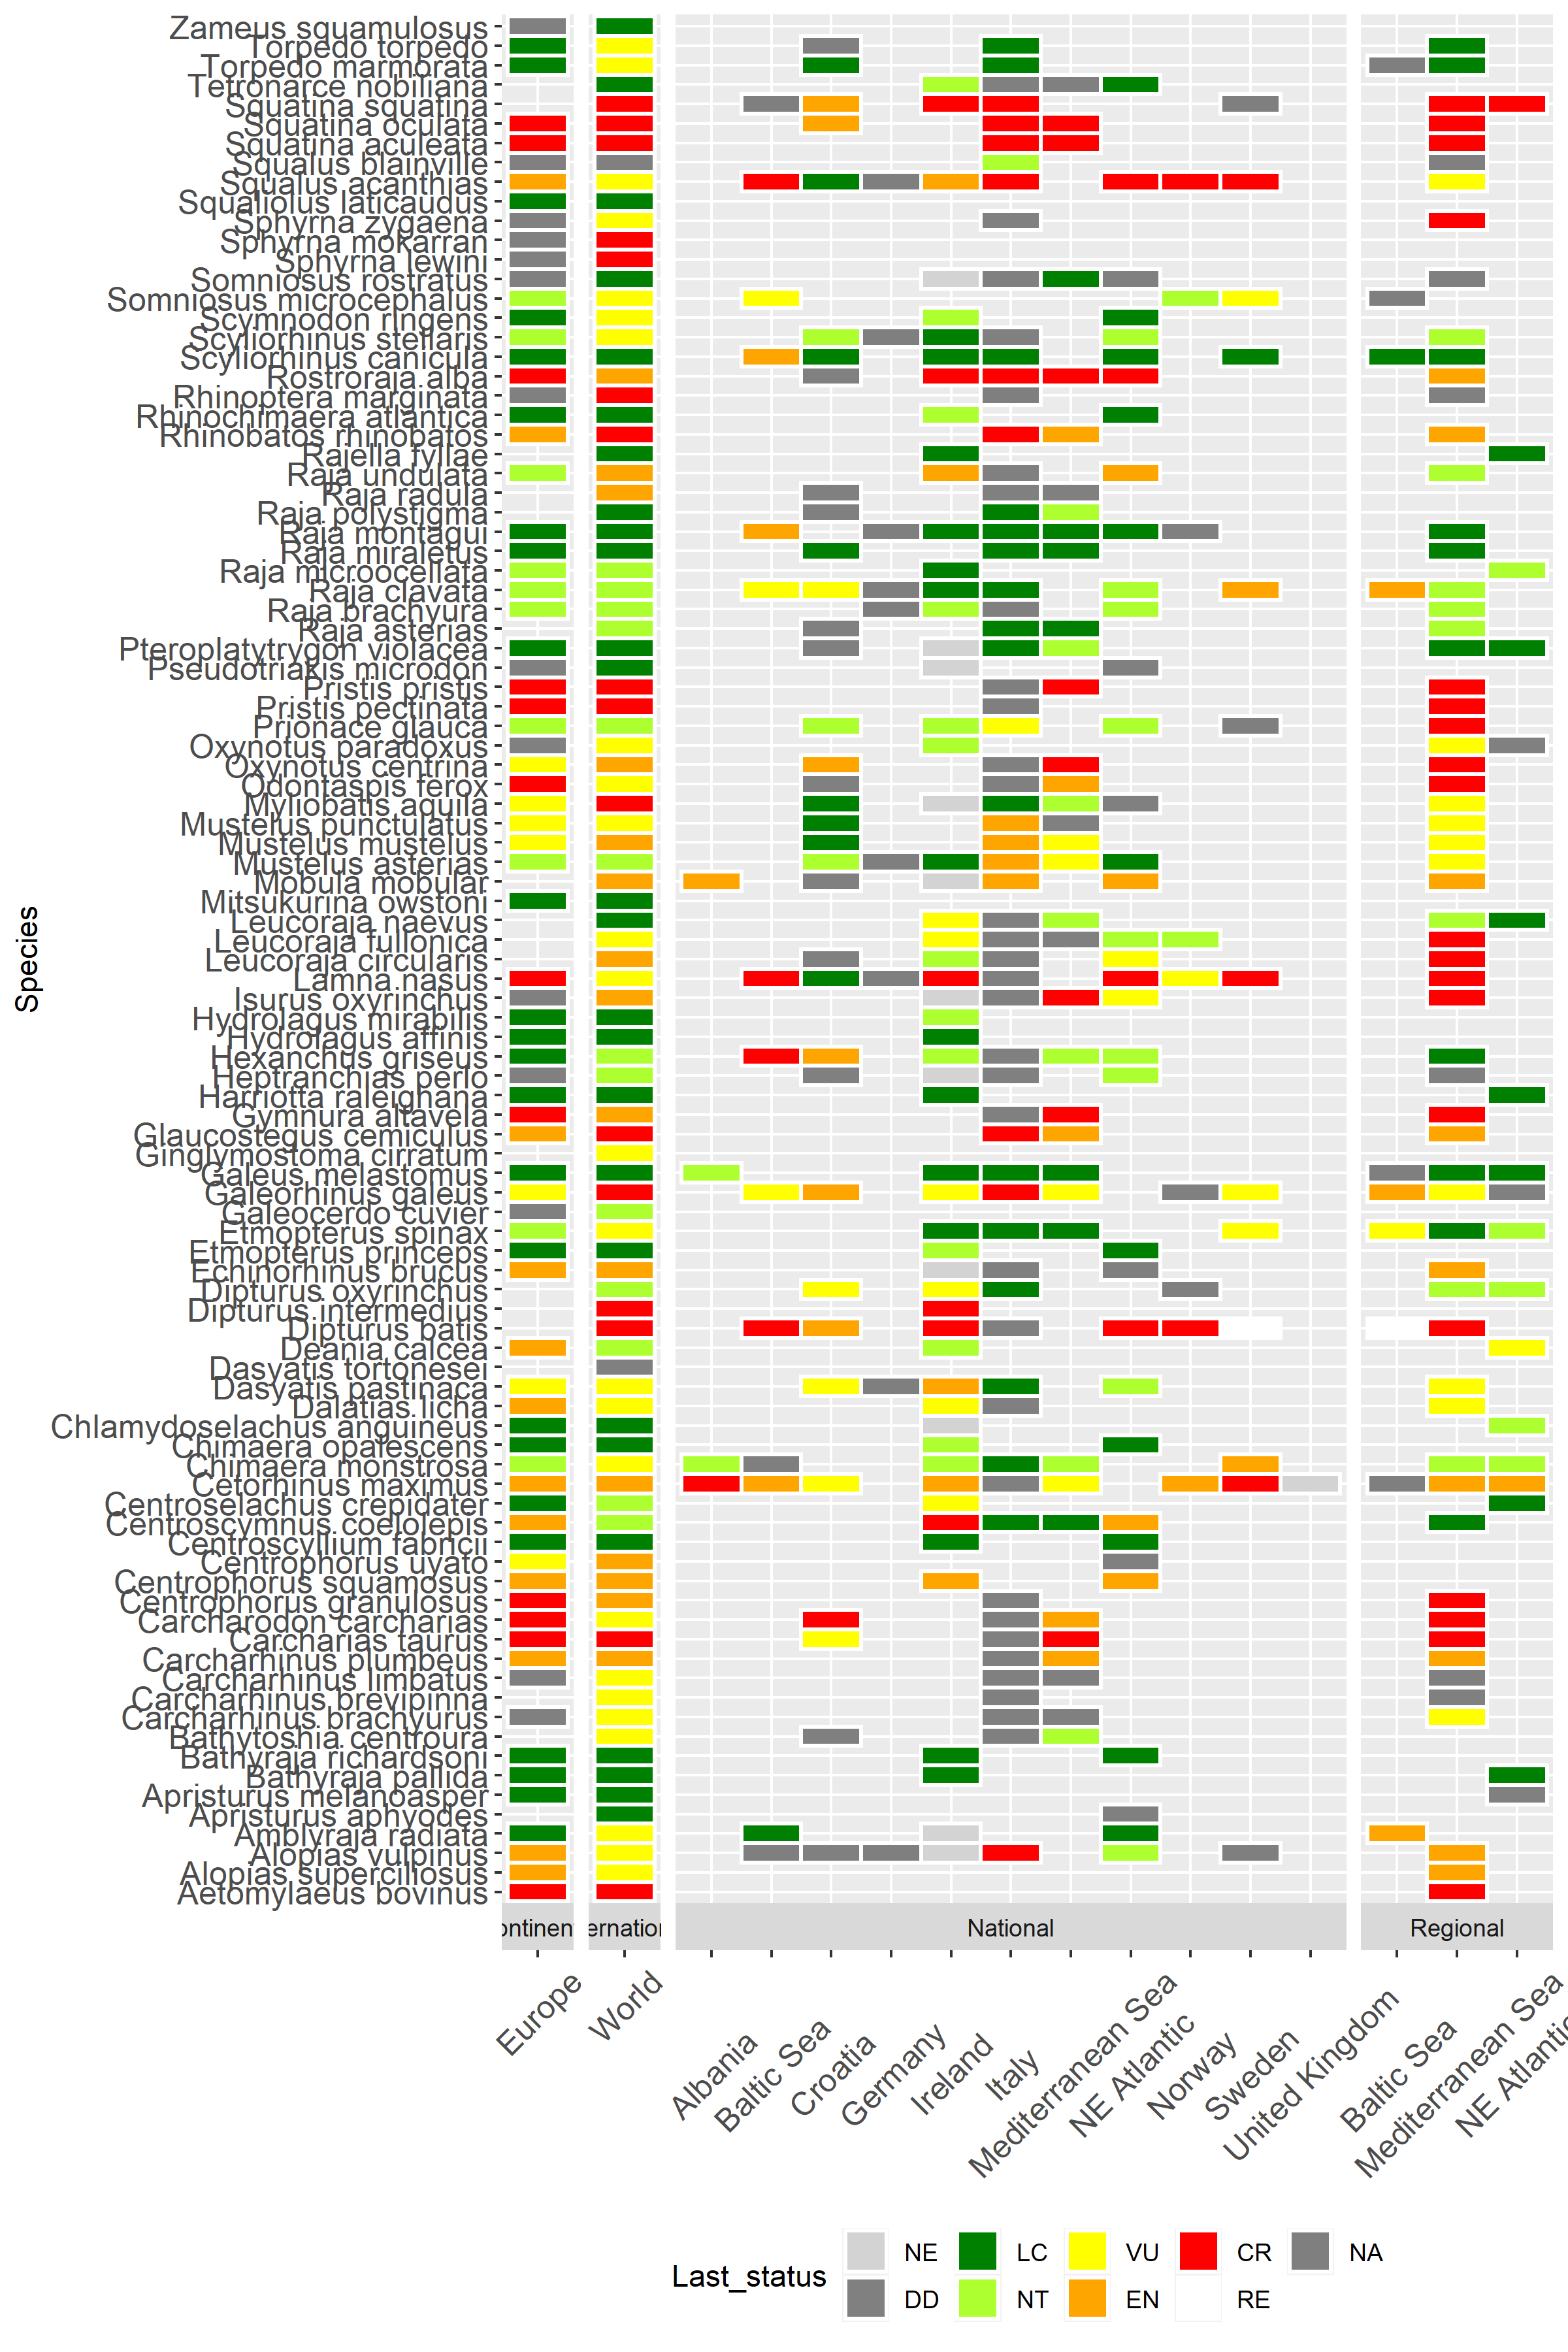 Zameus squamulosus
Torpedo torpedo
Torpedo marmorata
Tetronarce nobiliana
Squatina squatina
Squatina oculata
Squatina aculeata
Squalus blainville
Squalus acanthias
Squaliolus laticaudus
Sphyrna zygaena
Sphyrna mokarran
Sphyrna lewini
Somniosus rostratus
Somniosus microcephalus
Scymnodon ringens
Scyliorhinus stellaris
Scyliorhinus canicula
Rostroraja alba
Rhinoptera marginata
Rhinochimaera atlantica
Rhinobatos rhinobatos
Rajella fyllae
Raja undulata
Raja radula
Raja polystigma
Raja montagui
Raja miraletus
Raja microocellata
Raja clavata
Raja brachyura
Raja asterias
Pteroplatytrygon violacea
Pseudotriakis microdon
Pristis pristis
Pristis pectinata
Prionace glauca
Oxynotus paradoxus
Oxynotus centrina
Odontaspis ferox
Myliobatis aquila
Mustelus punctulatus
Mustelus mustelus
Mustelus asterias
Mobula mobular
Mitsukurina owstoni
Leucoraja naevus
Leucoraja fullonica
Leucoraja circularis
Lamna nasus
Isurus oxyrinchus
Hydrolagus mirabilis
Hydrolagus affinis
Hexanchus griseus
Heptranchias perlo
Harriotta raleighana
Gymnura altavela
Glaucostegus cemiculus
Ginglymostoma cirratum
Galeus melastomus
Galeorhinus galeus
Galeocerdo cuvier
Etmopterus spinax
Etmopterus princeps
Echinorhinus brucus
Dipturus oxyrinchus
Dipturus intermedius
Dipturus batis
Deania calcea
Dasyatis tortonesei
Dasyatis pastinaca
Dalatias licha
Chlamydoselachus anguineus
Chimaera opalescens
Chimaera monstrosa
Cetorhinus maximus
Centroselachus crepidater
Centroscymnus coelolepis
Centroscyllium fabricii
Centrophorus uyato
Centrophorus squamosus
Centrophorus granulosus
Carcharodon carcharias
Carcharias taurus
Carcharhinus plumbeus
Carcharhinus limbatus
Carcharhinus brevipinna
Carcharhinus brachyurus
Bathytoshia centroura
Bathyraja richardsoni
Bathyraja pallida
Apristurus melanoasper
Apristurus aphyodes
Amblyraja radiata
Alopias vulpinus
Alopias superciliosus
Aetomylaeus bovinus
Species
ontinent
ernation
National
Regional
Europe
World
Albania
Baltic Sea
Croatia
Germany
Ireland
Italy
Mediterranean Sea
NE Atlantic
Norway
Sweden
United Kingdom
Baltic Sea
Mediterranean Sea
NE Atlantic
Last_status
NE LC VU CR NA
DD NT EN RE